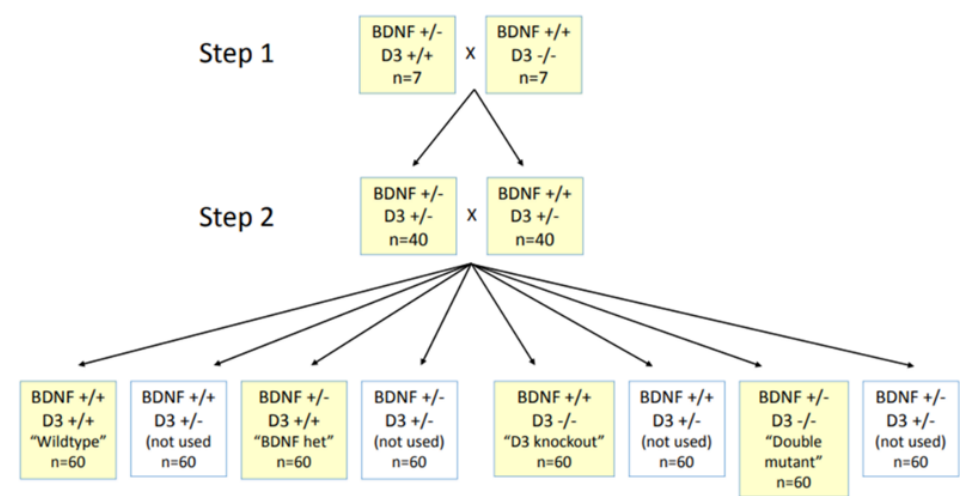 Step 1
BDNF +/-
D3 +/+
n=7
X
BDNF +/+
D3 -/-
n=7
Step 2
BDNF +/-
D3 +/-
n=40
X
BDNF +/+
D3 +/-
n=40
BDNF +/+
D3 +/+
“Wildtype”
n=60
BDNF +/+
D3 +/-
(not used
n=60
BDNF +/-
D3 +/+
“BDNF het”
n=60
BDNF +/-
D3 +/-
(not used)
n=60
BDNF +/+
D3 -/-
“D3 knockout”
n=60
BDNF +/+
D3 +/-
(not used)
n=60
BDNF +/-
D3 -/-
“Double
mutant”
n=60
BDNF +/-
D3 +/-
(not used)
n=60